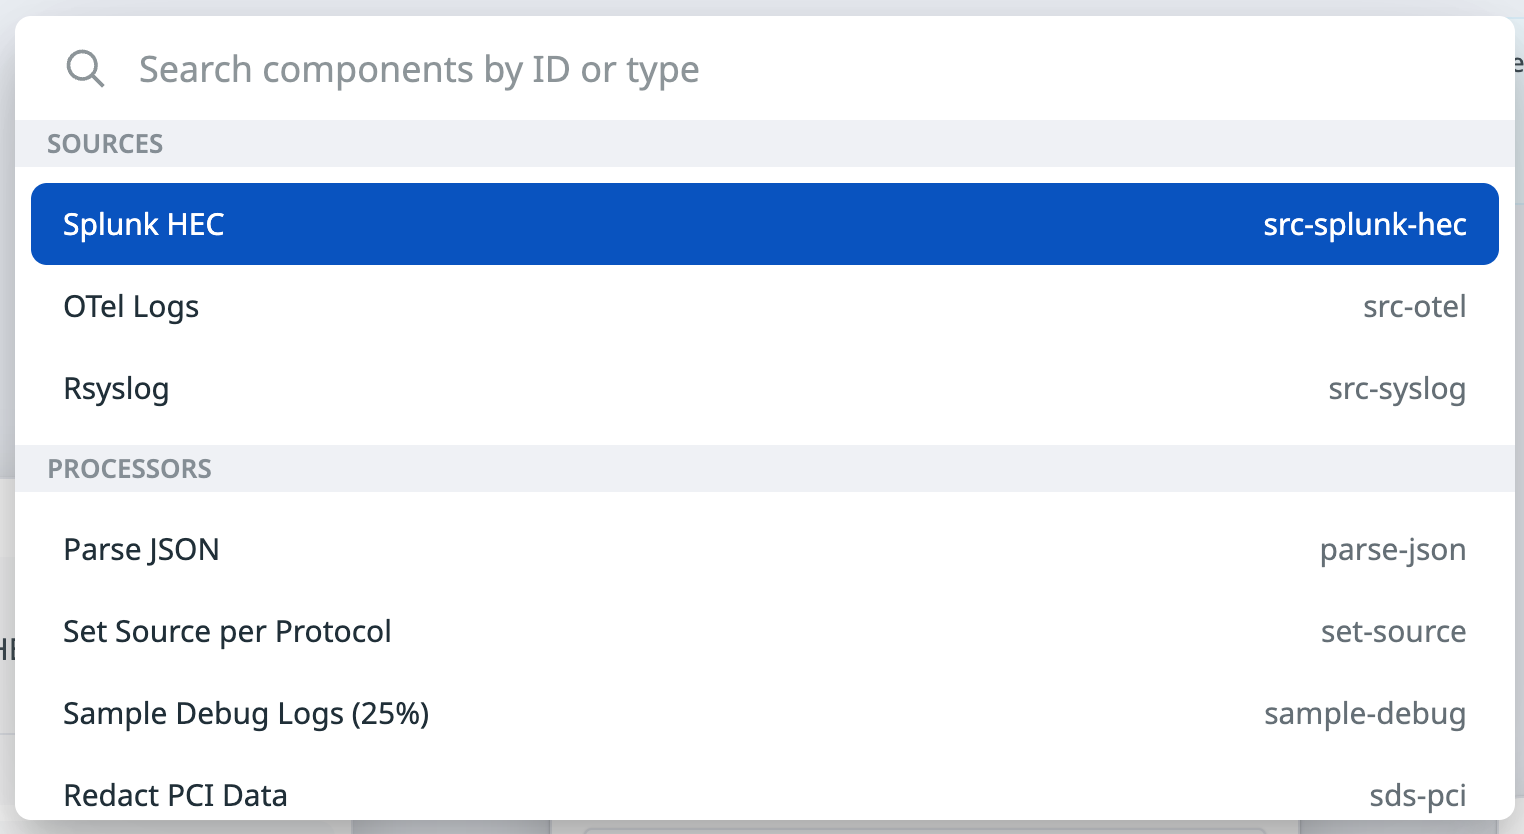 Search components by ID or type
SOURCES
Splunk HEC src-splunk-hec
OTel Logs src-otel
Rsyslog src-syslog
PROCESSORS
Parse JSON parse-json
Set Source per Protocol set-source
Sample Debug Logs (25%) sample-debug
Redact PCI Data sds-pci